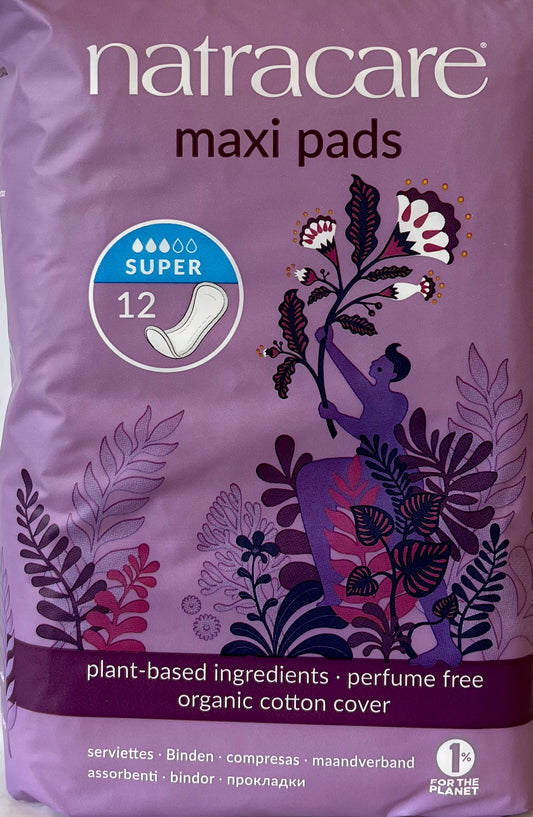 natracare®
maxi pads
SUPER
12
plant-based ingredients · perfume free
organic cotton cover
serviettes · Binden · compresas · maandverband
assorbenti · bindor · прокладки
1%
FOR THE
PLANET